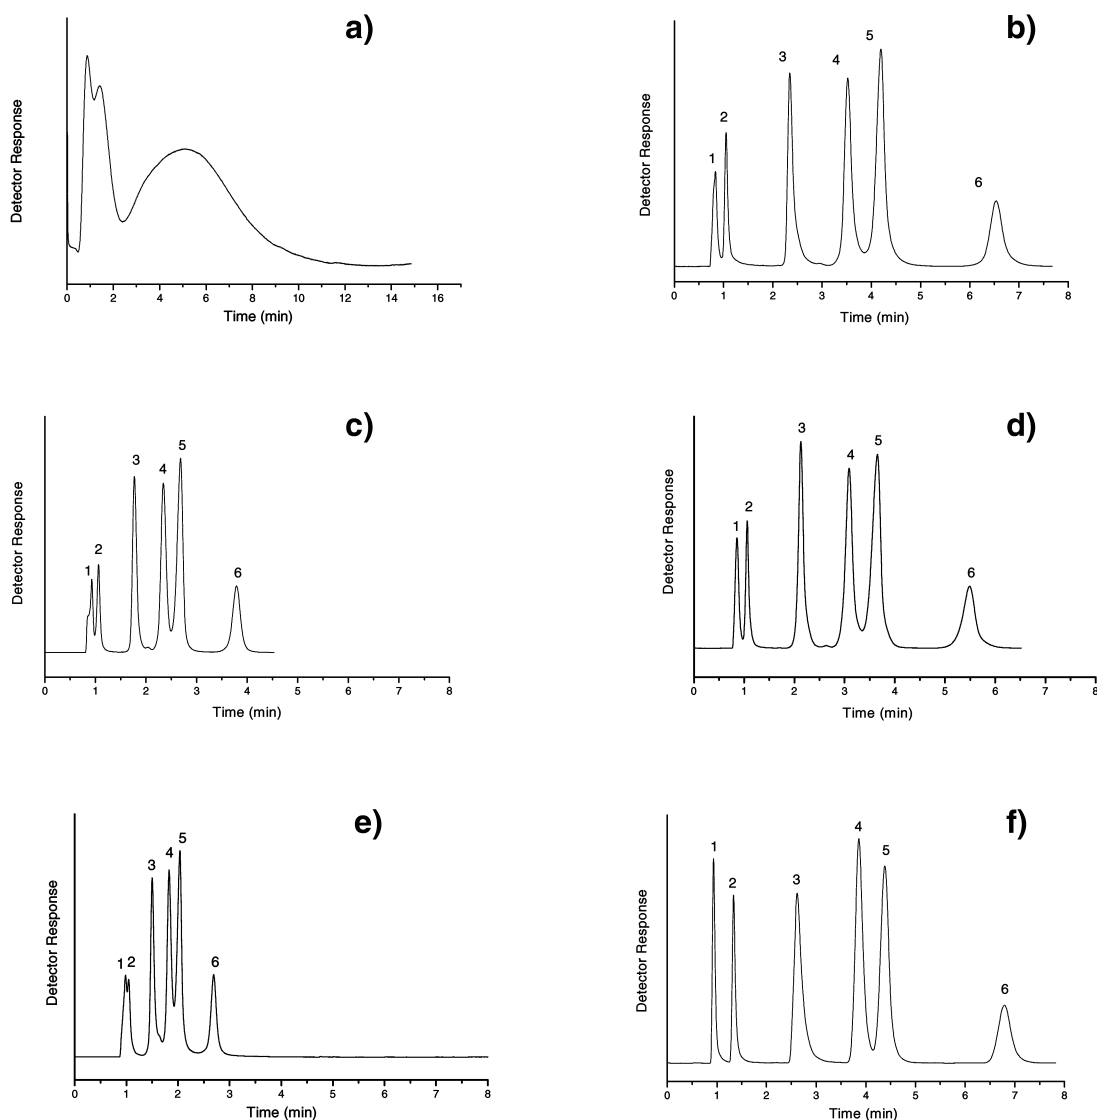 a)
Detector Response
0 2 4 6 8 10 12 14 16
Time (min)
b)
Detector Response
1 2 3 4 5 6
0 1 2 3 4 5 6 7 8
Time (min)
c)
Detector Response
1 2 3 4 5 6
0 1 2 3 4 5 6 7 8
Time (min)
d)
Detector Response
1 2 3 4 5 6
0 1 2 3 4 5 6 7 8
Time (min)
e)
Detector Response
1 2 3 4 5 6
0 1 2 3 4 5 6 7 8
Time (min)
f)
Detector Response
1 2 3 4 5 6
0 1 2 3 4 5 6 7 8
Time (min)